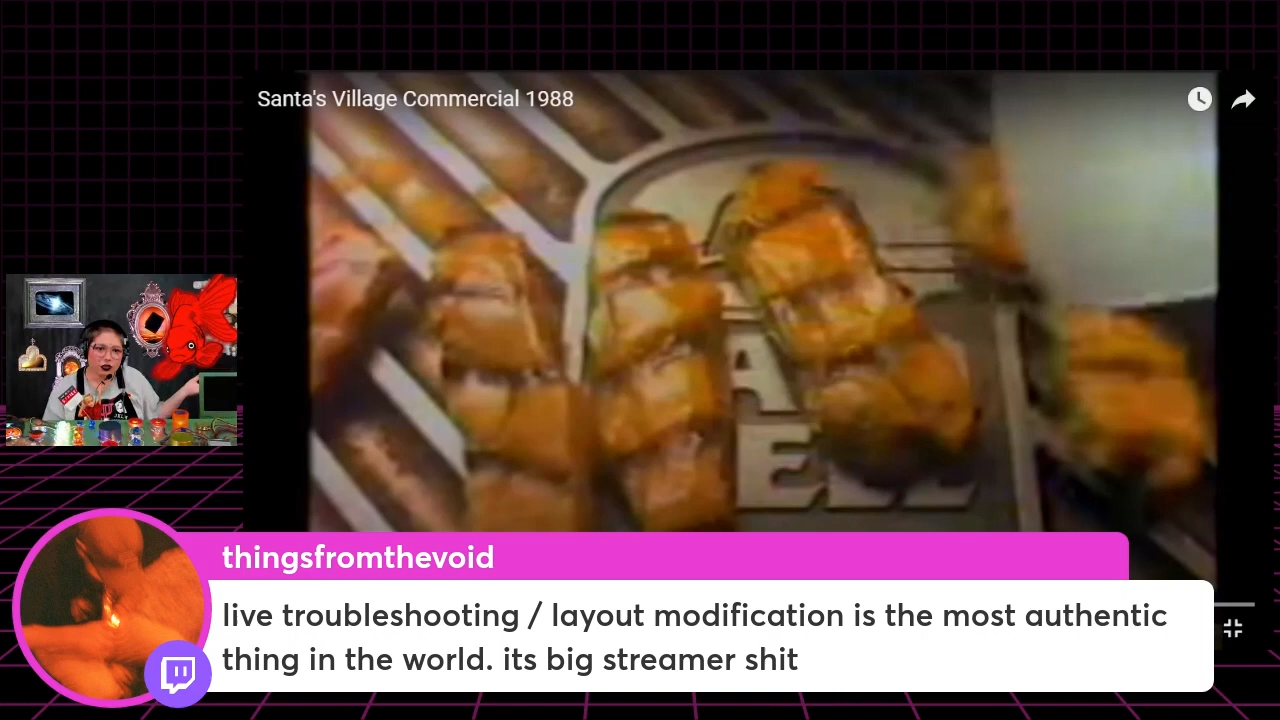 Santa's Village Commercial 1988
thingsfromthevoid
live troubleshooting / layout modification is the most authentic
thing in the world. its big streamer shit